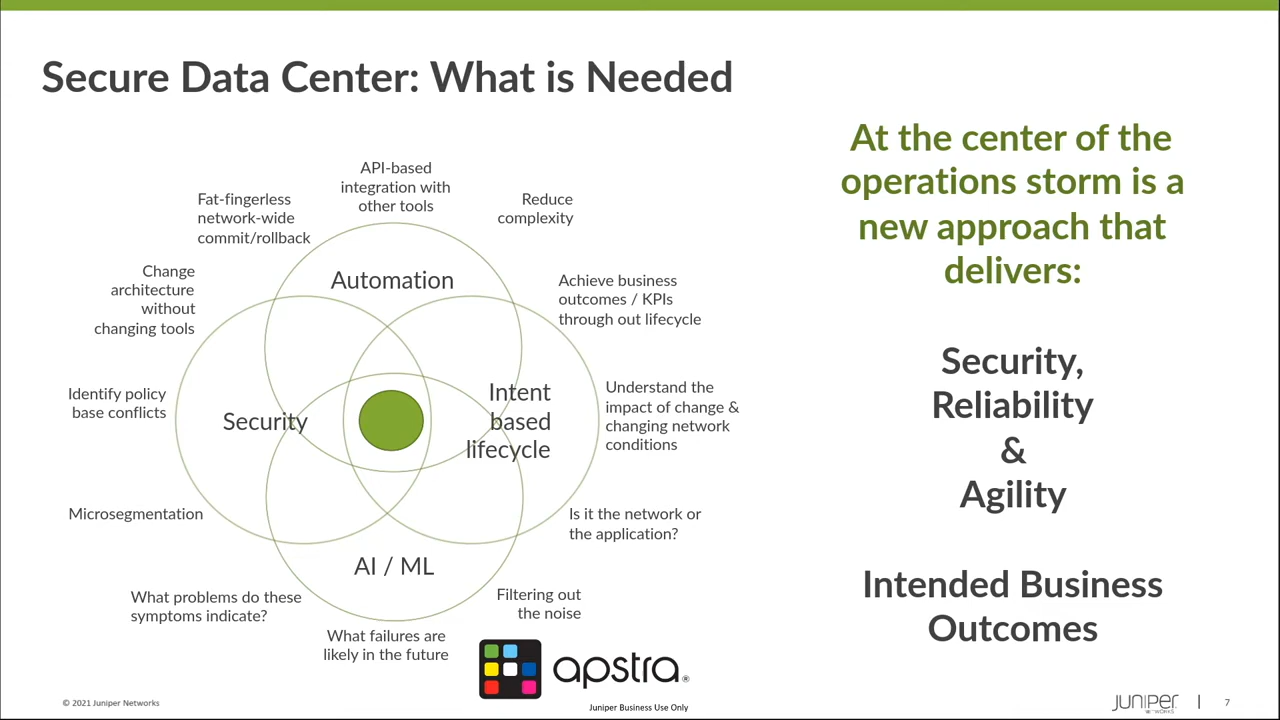 Secure Data Center: What is Needed
At the center of the
operations storm is a
new approach that
delivers:
Security,
Reliability
&
Agility
Intended Business
Outcomes
API-based
integration with
other tools
Fat-fingerless
network-wide
commit/rollback
Reduce
complexity
Change
architecture
without
changing tools
Automation
Achieve business
outcomes / KPIs
through out lifecycle
Identify policy
base conflicts
Security
Intent
based
lifecycle
Understand the
impact of change &
changing network
conditions
Microsegmentation
Is it the network or
the application?
AI / ML
What problems do these
symptoms indicate?
Filtering out
the noise
What failures are
likely in the future
apstra®
© 2021 Juniper Networks
Juniper Business Use Only
JUNIPER
NETWORKS
|
7